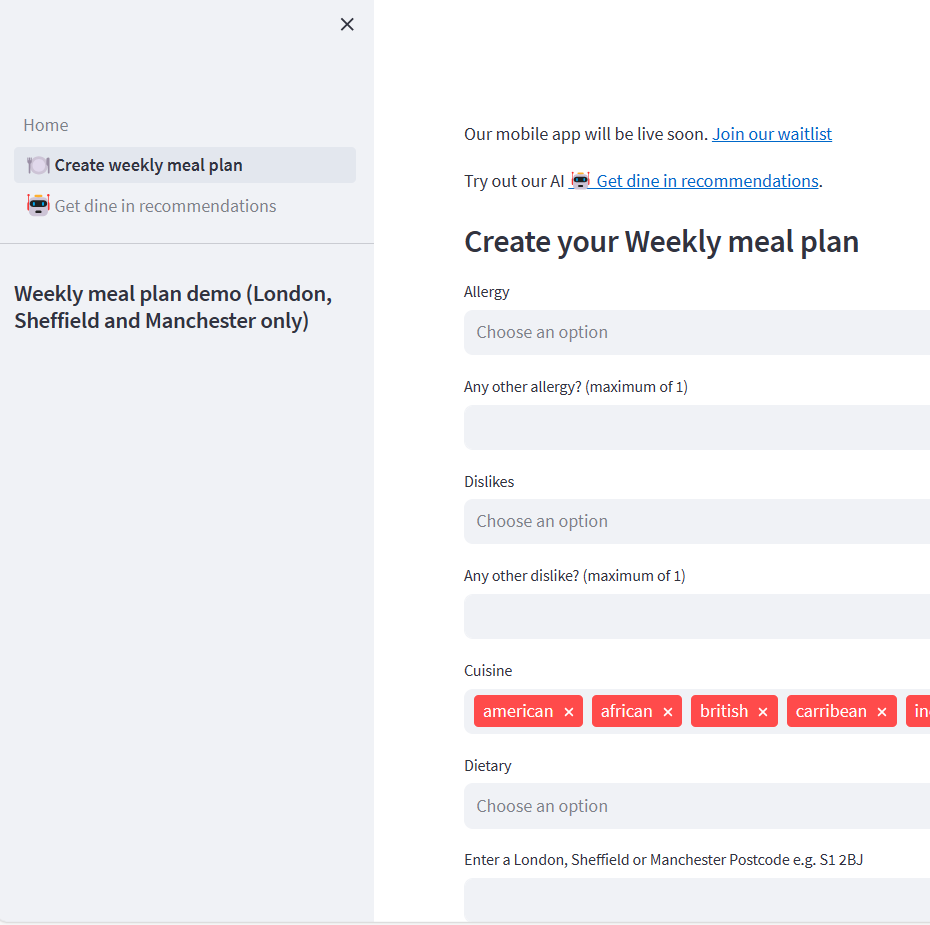 Home
Create weekly meal plan
Get dine in recommendations
Weekly meal plan demo (London,
Sheffield and Manchester only)
Our mobile app will be live soon. Join our waitlist
Try out our AI Get dine in recommendations.
Create your Weekly meal plan
Allergy
Choose an option
Any other allergy? (maximum of 1)
Dislikes
Choose an option
Any other dislike? (maximum of 1)
Cuisine
american african british carribean
Dietary
Choose an option
Enter a London, Sheffield or Manchester Postcode e.g. S1 2BJ